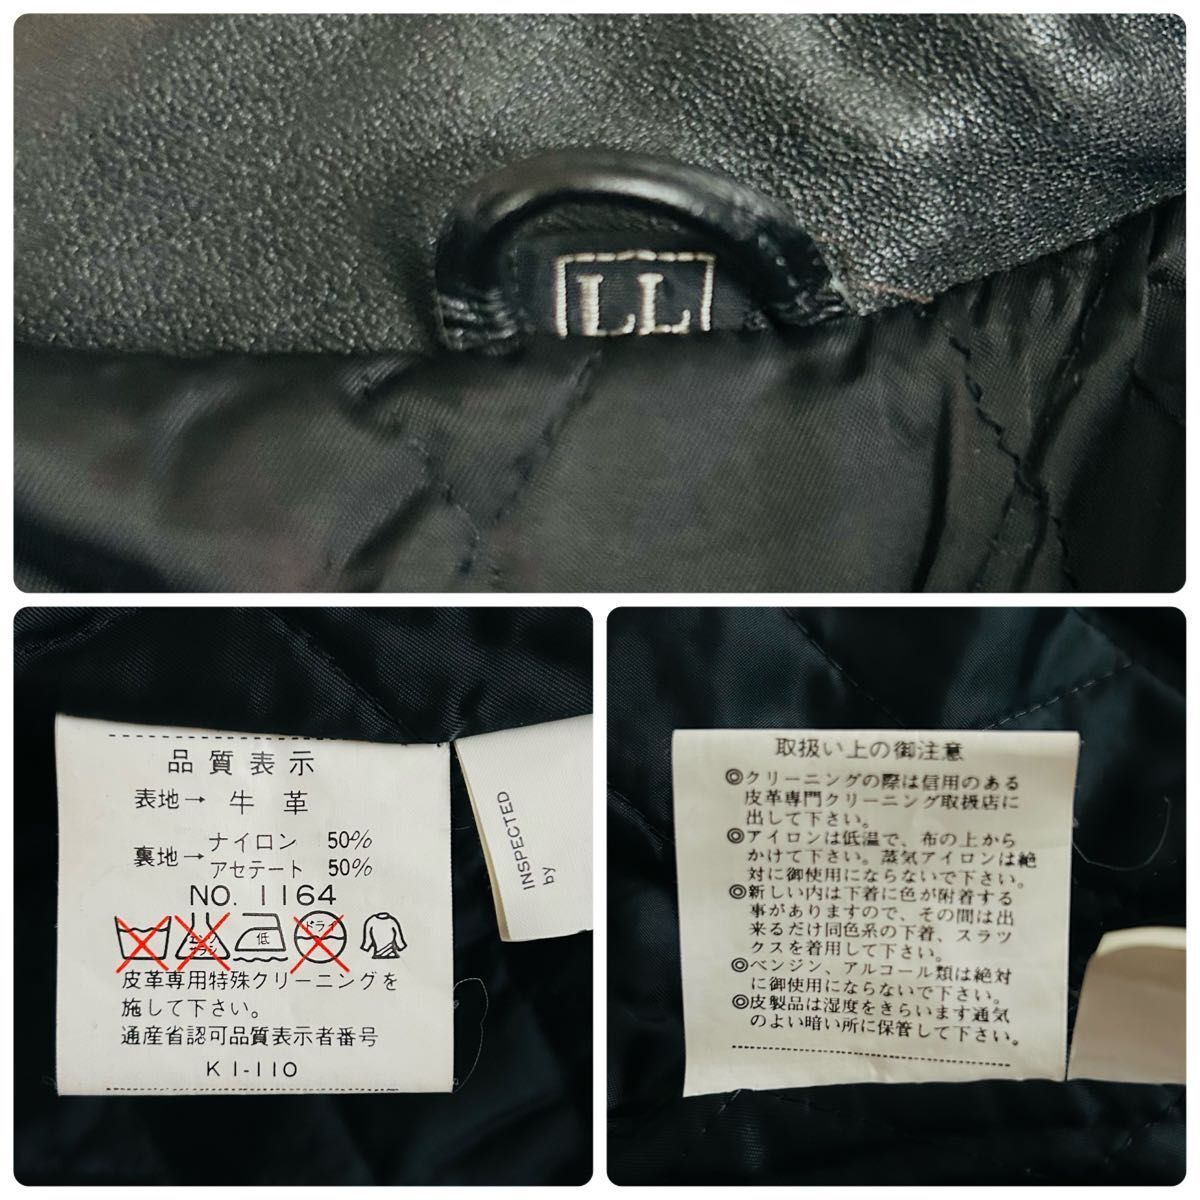 LL
品質表示
表地→ 牛革
裏地→ ナイロン 50%
アセテート 50%
NO. 1164
低 ドライ
皮革専用特殊クリーニングを
施して下さい。
通産省認可品質表示者番号
K1-110
INSPECTED
by
取扱い上の御注意
◎クリーニングの際は信用のある
皮革専門クリーニング取扱店に
出して下さい。
◎アイロンは低温で、布の上から
かけて下さい。蒸気アイロンは絶
対に御使用にならないで下さい。
◎新しい内は下着に色が附着する
事がありますので、その間は出
来るだけ同色系の下着、スラッ
クスを着用して下さい。
◎ベンジン、アルコール類は絶対
に御使用にならないで下さい。
◎皮製品は湿度をきらいます通気
のよい暗い所に保管して下さい。